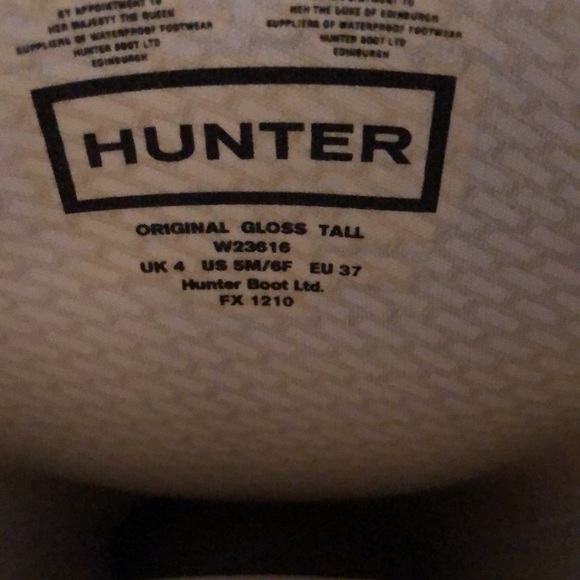 BY APPOINTMENT TO
HER MAJESTY THE QUEEN
SUPPLIERS OF WATERPROOF FOOTWEAR
HUNTER BOOT LTD
EDINBURGH
HRH THE DUKE OF EDINBURGH
SUPPLIERS OF WATERPROOF FOOTWEAR
HUNTER BOOT LTD
EDINBURGH
HUNTER
ORIGINAL GLOSS TALL
W23616
UK 4 US 5M/6F EU 37
Hunter Boot Ltd.
FX 1210